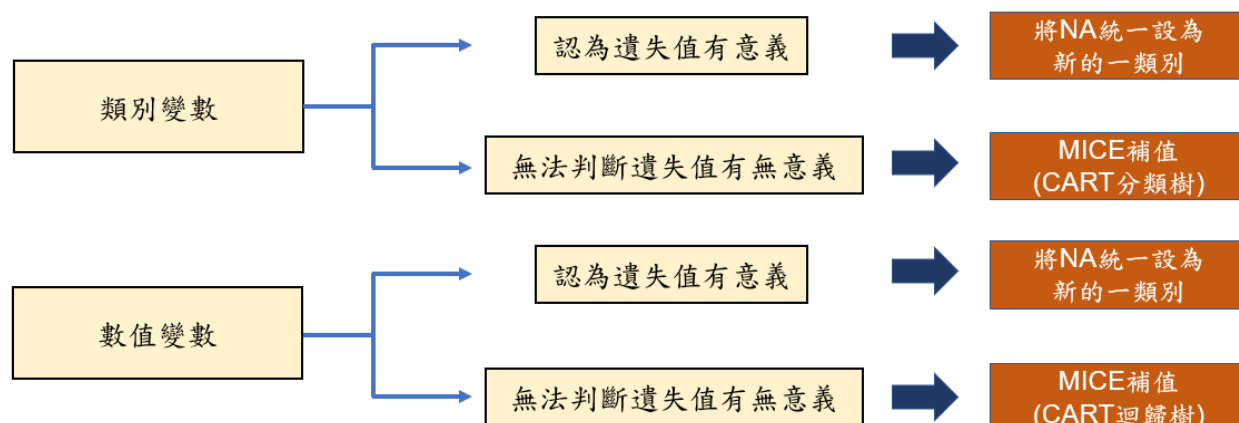 類別變數
認為遺失值有意義
將NA統一設為
新的一類別
無法判斷遺失值有無意義
MICE補值
(CART分類樹)
數值變數
認為遺失值有意義
將NA統一設為
新的一類別
無法判斷遺失值有無意義
MICE補值
(CART迴歸樹)